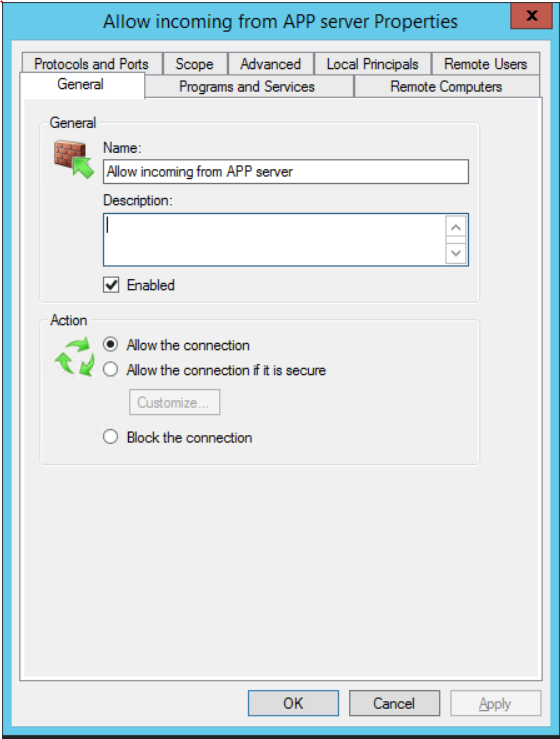 Allow incoming from APP server Properties
x
Protocols and Ports Scope Advanced Local Principals Remote Users
General Programs and Services Remote Computers
General
Name:
Allow incoming from APP server
Description:
Enabled
Action
Allow the connection
Allow the connection if it is secure
Customize...
Block the connection
OK Cancel Apply